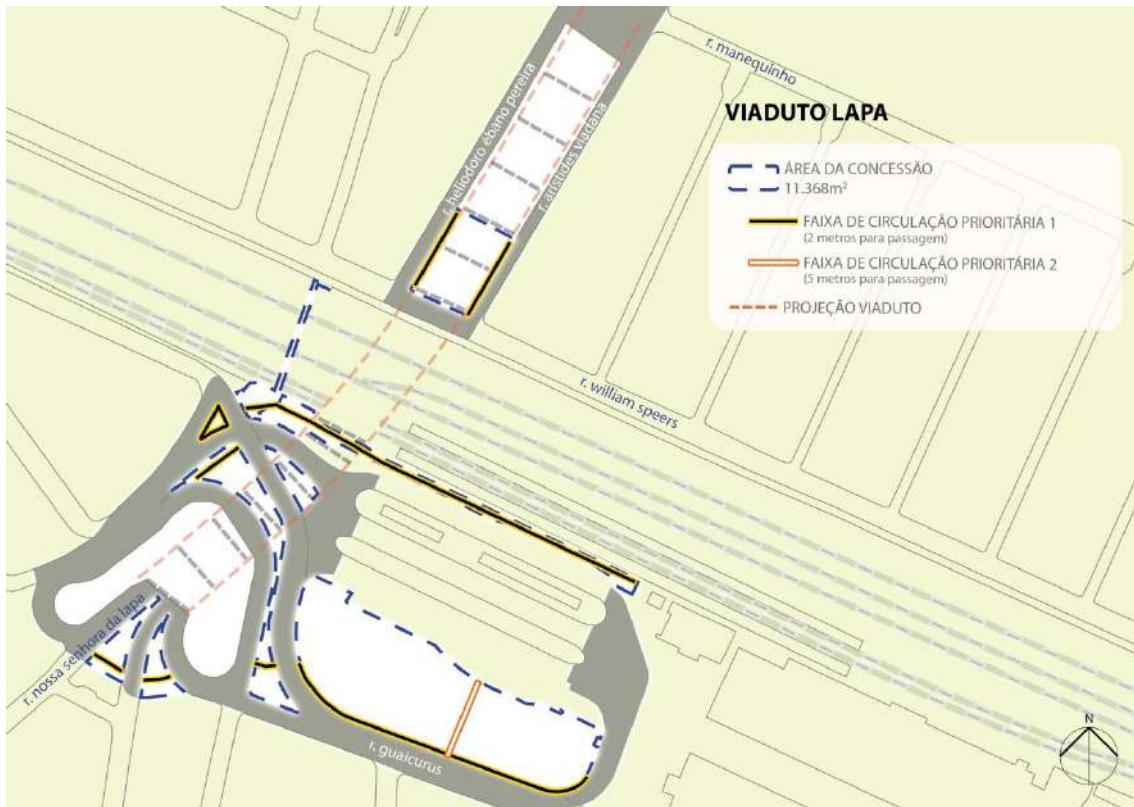 r. manequinho
VIADUTO LAPA
ÁREA DA CONCESSÃO
11.368m²
FAIXA DE CIRCULAÇÃO PRIORITÁRIA 1
(2 metros para passagem)
FAIXA DE CIRCULAÇÃO PRIORITÁRIA 2
(5 metros para passagem)
PROJEÇÃO VIADUTO
r. heliodoro ébano pereira
r. aristides viadana
r. william speers
r. nossa senhora da lapa
r. guaicurus
N